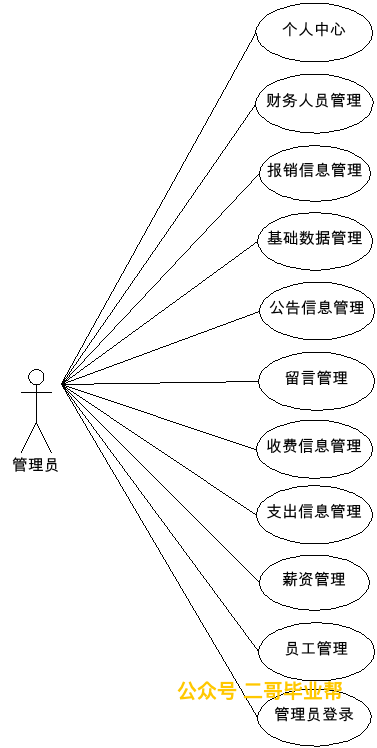 个人中心
财务人员管理
报销信息管理
基础数据管理
公告信息管理
留言管理
管理员
收费信息管理
支出信息管理
薪资管理
员工管理
公众号 二哥毕业帮
管理员登录